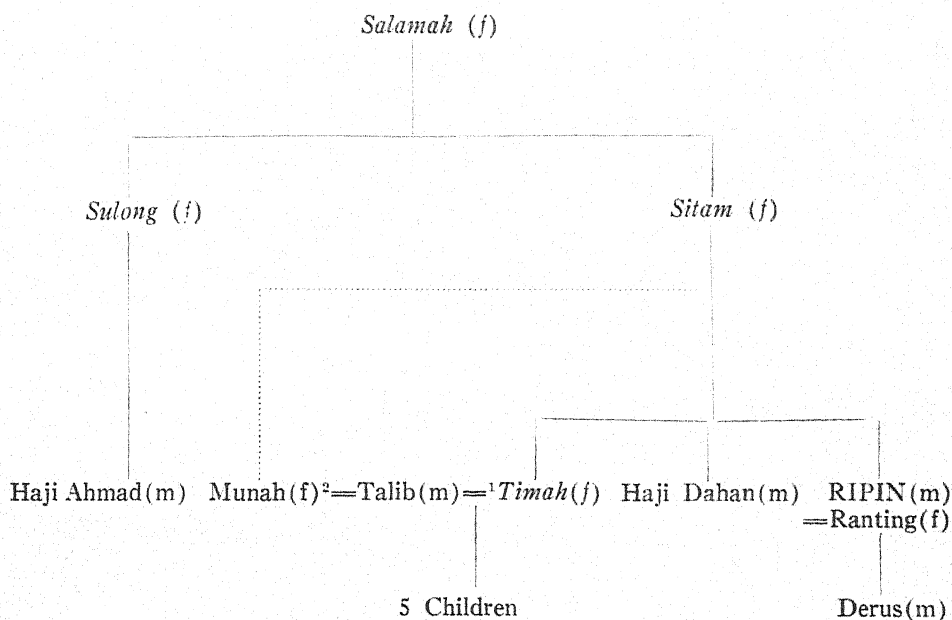 Salamah (f)
Sulong (f) Sitam (f)
Haji Ahmad(m) Munah(f)²=Talib(m)=¹Timah(f) Haji Dahan(m) RIPIN(m)
=Ranting(f)
5 Children Derus(m)